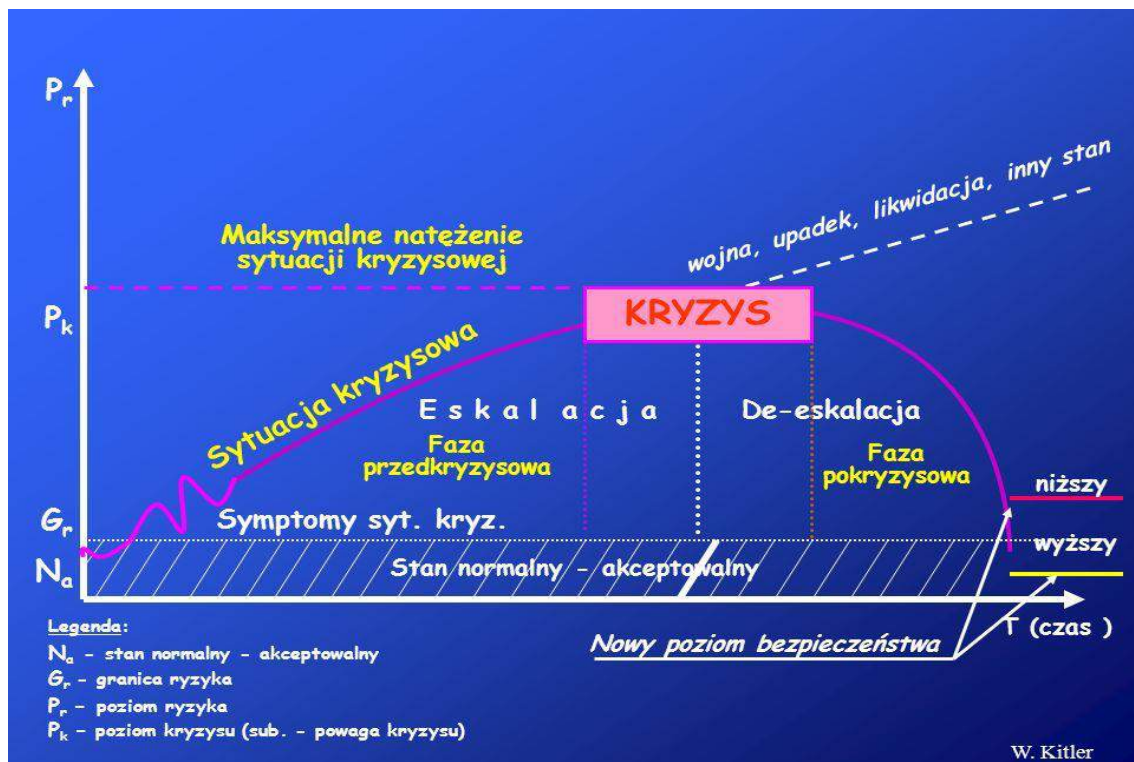 Pr
wojna, upadek, likwidacja, inny stan
Maksymalne natężenie
sytuacji kryzysowej
Pk
KRYZYS
Sytuacja kryzysowa
E s k a l a c j a
De-eskalacja
Faza
przedkryzysowa
Faza
pokryzysowa
niższy
Gr
Symptomy syt. kryz.
wyższy
Na
Stan normalny - akceptowalny
T (czas )
Nowy poziom bezpieczeństwa
Legenda:
Na - stan normalny - akceptowalny
Gr - granica ryzyka
Pr - poziom ryzyka
Pk - poziom kryzysu (sub. - powaga kryzysu)
W. Kitler